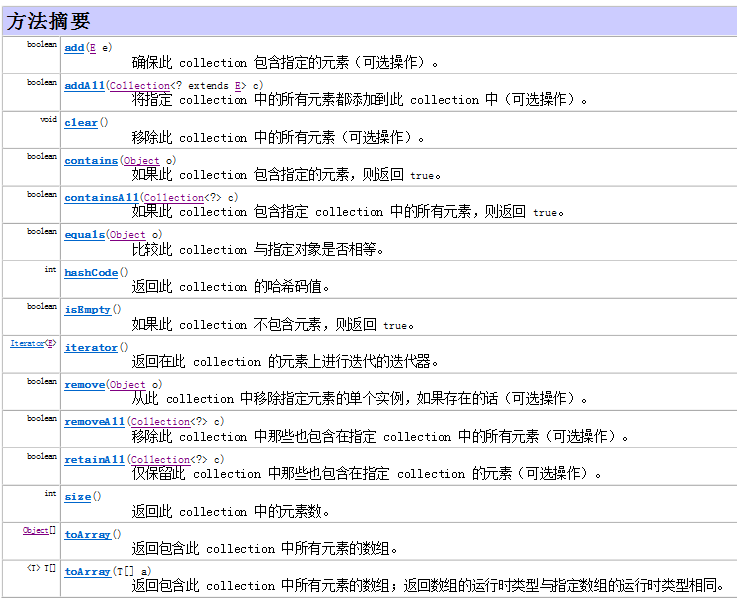 方法摘要
boolean add(E e)
确保此 collection 包含指定的元素（可选操作）。
boolean addAll(Collection<? extends E> c)
将指定 collection 中的所有元素都添加到此 collection 中（可选操作）。
void clear()
移除此 collection 中的所有元素（可选操作）。
boolean contains(Object o)
如果此 collection 包含指定的元素，则返回 true。
boolean containsAll(Collection<?> c)
如果此 collection 包含指定 collection 中的所有元素，则返回 true。
boolean equals(Object o)
比较此 collection 与指定对象是否相等。
int hashCode()
返回此 collection 的哈希码值。
boolean isEmpty()
如果此 collection 不包含元素，则返回 true。
Iterator<E> iterator()
返回在此 collection 的元素上进行迭代的迭代器。
boolean remove(Object o)
从此 collection 中移除指定元素的单个实例，如果存在的话（可选操作）。
boolean removeAll(Collection<?> c)
移除此 collection 中那些也包含在指定 collection 中的所有元素（可选操作）。
boolean retainAll(Collection<?> c)
仅保留此 collection 中那些也包含在指定 collection 的元素（可选操作）。
int size()
返回此 collection 中的元素数。
Object[] toArray()
返回包含此 collection 中所有元素的数组。
<T> T[] toArray(T[] a)
返回包含此 collection 中所有元素的数组；返回数组的运行时类型与指定数组的运行时类型相同。